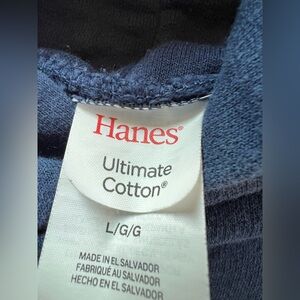 Hanes®
Ultimate
Cotton®
L/G/G
MADE IN EL SALVADOR
FABRIQUÉ AU SALVADOR
HECHO EN EL SALVADOR